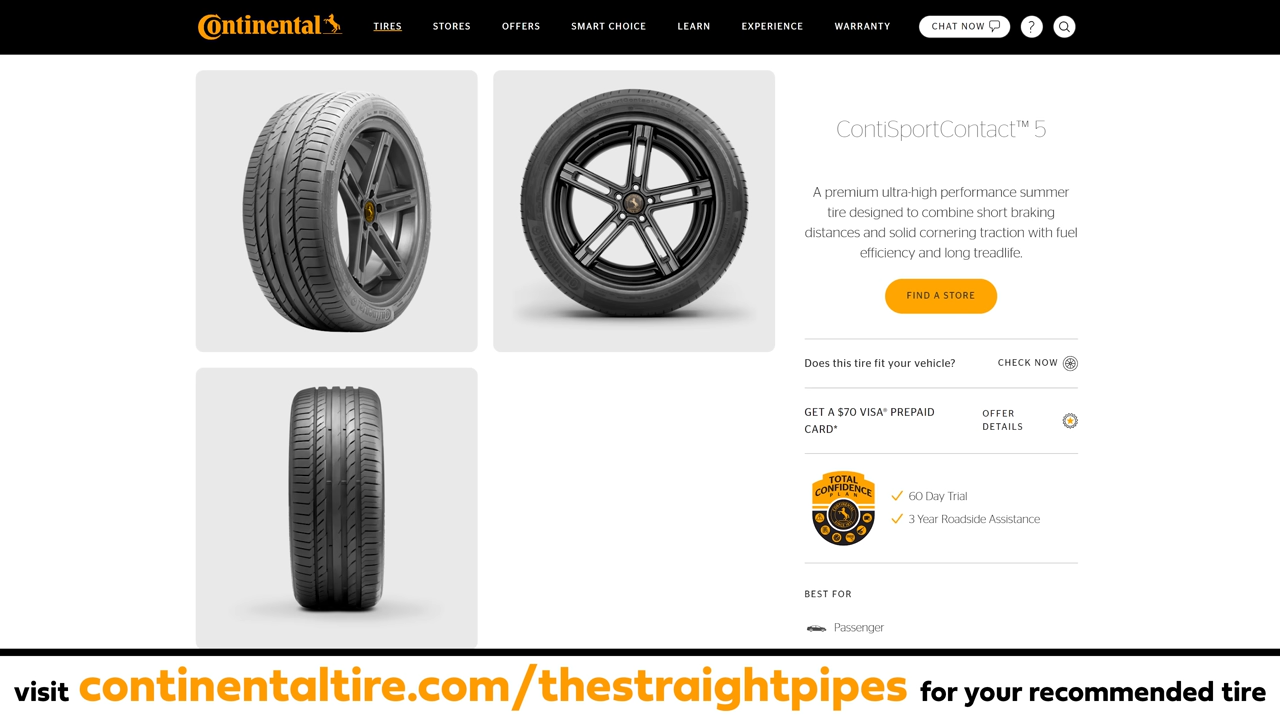 Continental
TIRES
STORES
OFFERS
SMART CHOICE
LEARN
EXPERIENCE
WARRANTY
CHAT NOW
?
ContiSportContact™ 5
A premium ultra-high performance summer
tire designed to combine short braking
distances and solid cornering traction with fuel
efficiency and long treadlife.
FIND A STORE
Does this tire fit your vehicle?
CHECK NOW
GET A $70 VISA® PREPAID
CARD*
OFFER
DETAILS
TOTAL
CONFIDENCE
PLAN
60 Day Trial
3 Year Roadside Assistance
BEST FOR
Passenger
visit continentaltire.com/thestraightpipes for your recommended tire